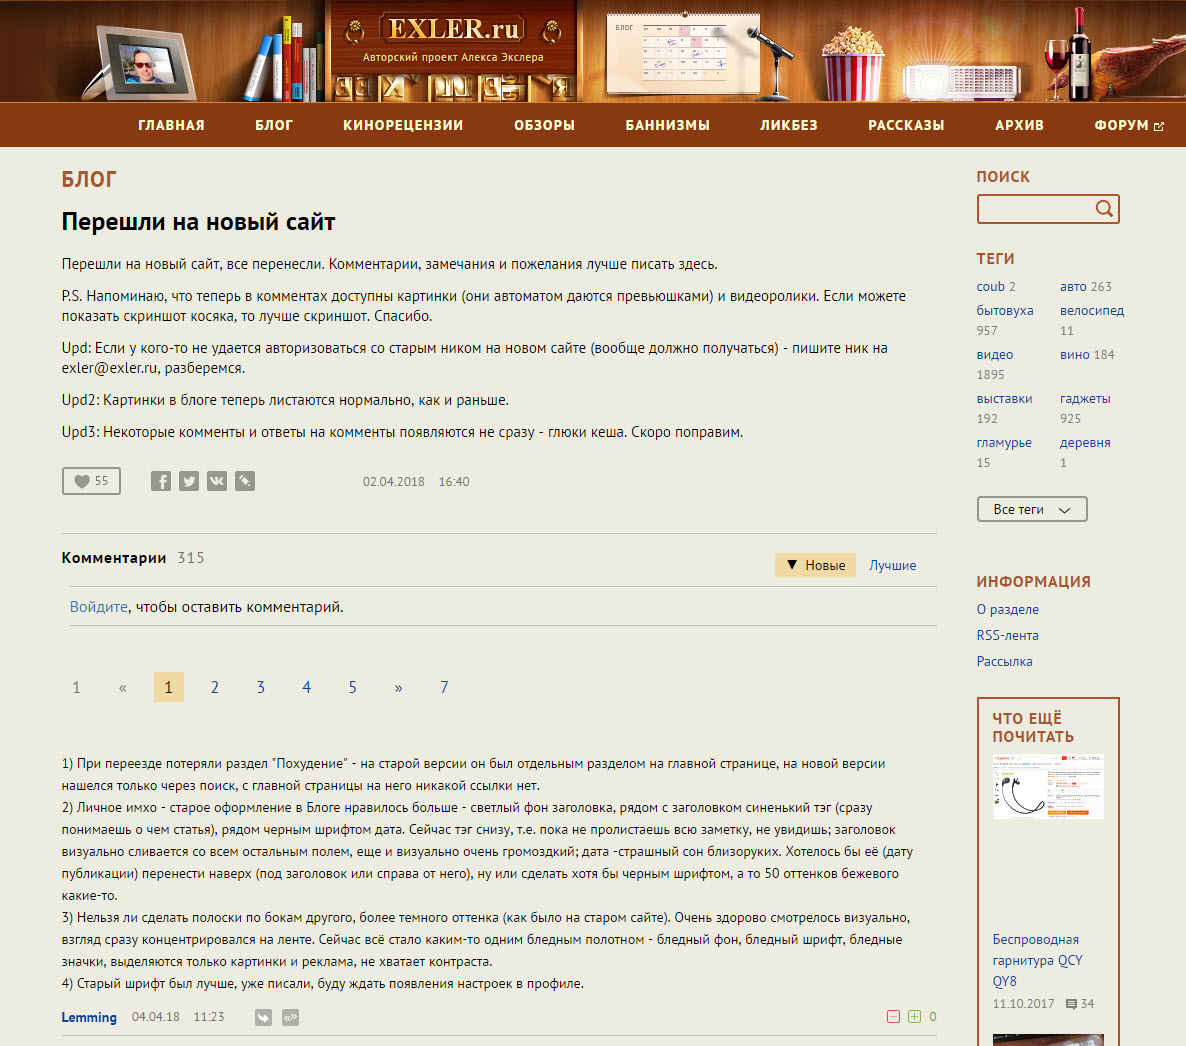 EXLER.ru
Авторский проект Алекса Экслера
БЛОГ
ГЛАВНАЯ БЛОГ КИНОРЕЦЕНЗИИ ОБЗОРЫ БАННИЗМЫ ЛИКБЕЗ РАССКАЗЫ АРХИВ ФОРУМ
БЛОГ
Перешли на новый сайт
Перешли на новый сайт, все перенесли. Комментарии, замечания и пожелания лучше писать здесь.
P.S. Напоминаю, что теперь в комментах доступны картинки (они автоматом даются превьюшками) и видеоролики. Если можете
показать скриншот косяка, то лучше скриншот. Спасибо.
Upd: Если у кого-то не удается авторизоваться со старым ником на новом сайте (вообще должно получаться) - пишите ник на
exler@exler.ru, разберемся.
Upd2: Картинки в блоге теперь листаются нормально, как и раньше.
Upd3: Некоторые комменты и ответы на комменты появляются не сразу - глюки кеша. Скоро поправим.
55 02.04.2018 16:40
Комментарии 315
▼ Новые Лучшие
Войдите, чтобы оставить комментарий.
1 « 1 2 3 4 5 » 7
1) При переезде потеряли раздел "Похудение" - на старой версии он был отдельным разделом на главной странице, на новой версии
нашелся только через поиск, с главной страницы на него никакой ссылки нет.
2) Личное имхо - старое оформление в Блоге нравилось больше - светлый фон заголовка, рядом с заголовком синенький тэг (сразу
понимаешь о чем статья), рядом черным шрифтом дата. Сейчас тэг снизу, т.е. пока не пролистаешь всю заметку, не увидишь; заголовок
визуально сливается со всем остальным полем, еще и визуально очень громоздкий; дата -страшный сон близоруких. Хотелось бы её (дату
публикации) перенести наверх (под заголовок или справа от него), ну или сделать хотя бы черным шрифтом, а то 50 оттенков бежевого
какие-то.
3) Нельзя ли сделать полоски по бокам другого, более темного оттенка (как было на старом сайте). Очень здорово смотрелось визуально,
взгляд сразу концентрировался на ленте. Сейчас всё стало каким-то одним бледным полотном - бледный фон, бледный шрифт, бледные
значки, выделяются только картинки и реклама, не хватает контраста.
4) Старый шрифт был лучше, уже писали, буду ждать появления настроек в профиле.
Lemming 04.04.18 11:23 0
ПОИСК
ТЕГИ
coub 2 авто 263
бытовуха велосипед
957 11
видео вино 184
1895
выставки гаджеты
192 925
гламурье деревня
15 1
Все теги
ИНФОРМАЦИЯ
О разделе
RSS-лента
Рассылка
ЧТО ЕЩЁ
ПОЧИТАТЬ
Беспроводная
гарнитура QCY
QY8
11.10.2017 34